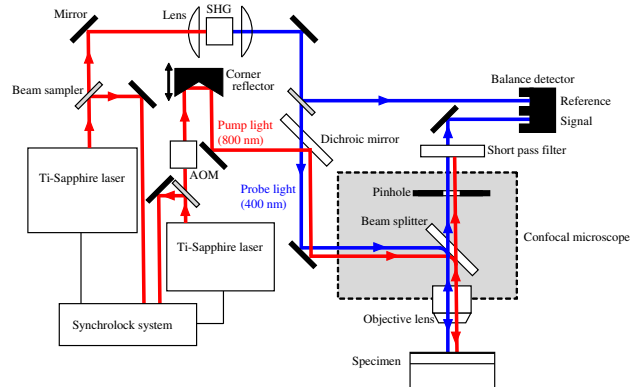 Mirror
Lens
SHG
Beam sampler
Corner
reflector
Balance detector
Reference
Signal
Pump light
(800 nm)
Dichroic mirror
Short pass filter
AOM
Probe light
(400 nm)
Pinhole
Beam splitter
Ti-Sapphire laser
Ti-Sapphire laser
Confocal microscope
Objective lens
Synchrolock system
Specimen